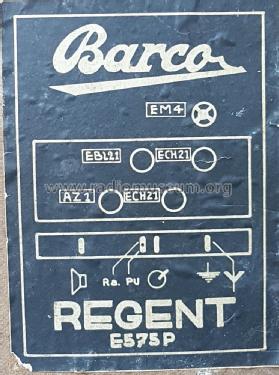 Barco
EM4
EBL21 ECH21
AZ1 ECH21
www.radiomuseum.org
Ra. PU
REGENT
E575P